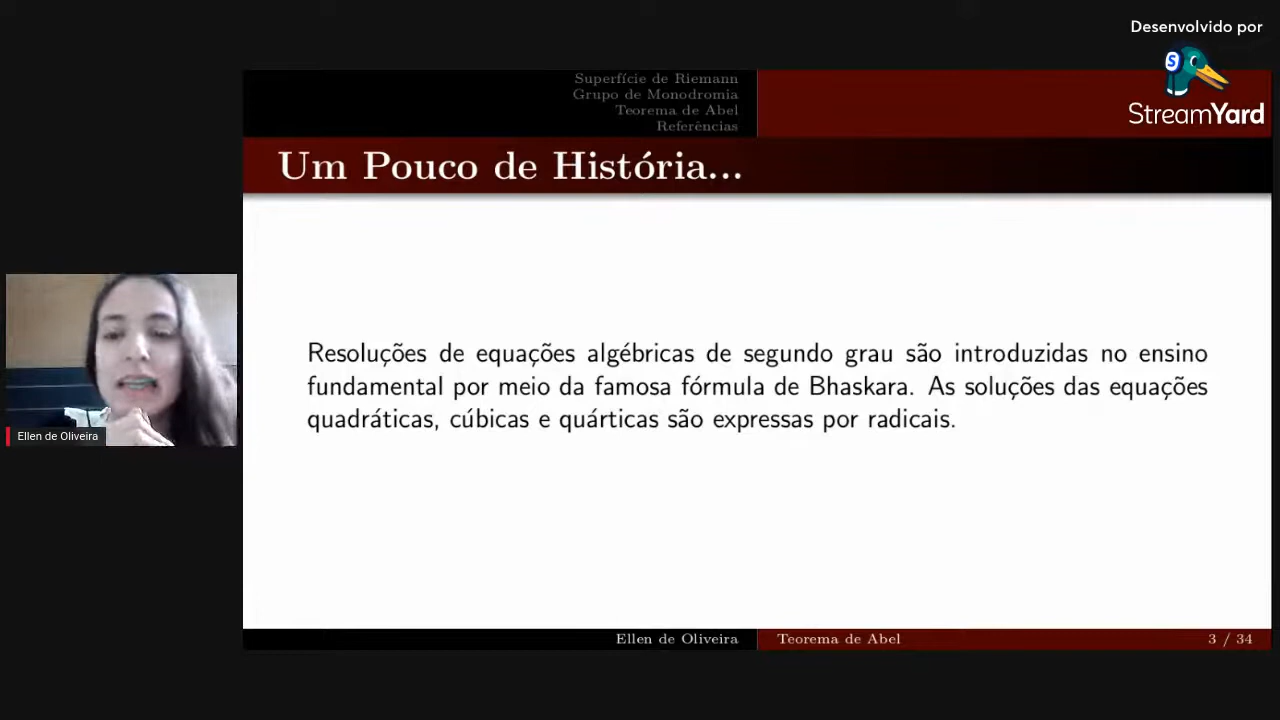 Desenvolvido por
StreamYard
Superfície de Riemann
Grupo de Monodromia
Teorema de Abel
Referências
Um Pouco de História...
Resoluções de equações algébricas de segundo grau são introduzidas no ensino
fundamental por meio da famosa fórmula de Bhaskara. As soluções das equações
quadráticas, cúbicas e quárticas são expressas por radicais.
Ellen de Oliveira
Ellen de Oliveira
Teorema de Abel
3 / 34